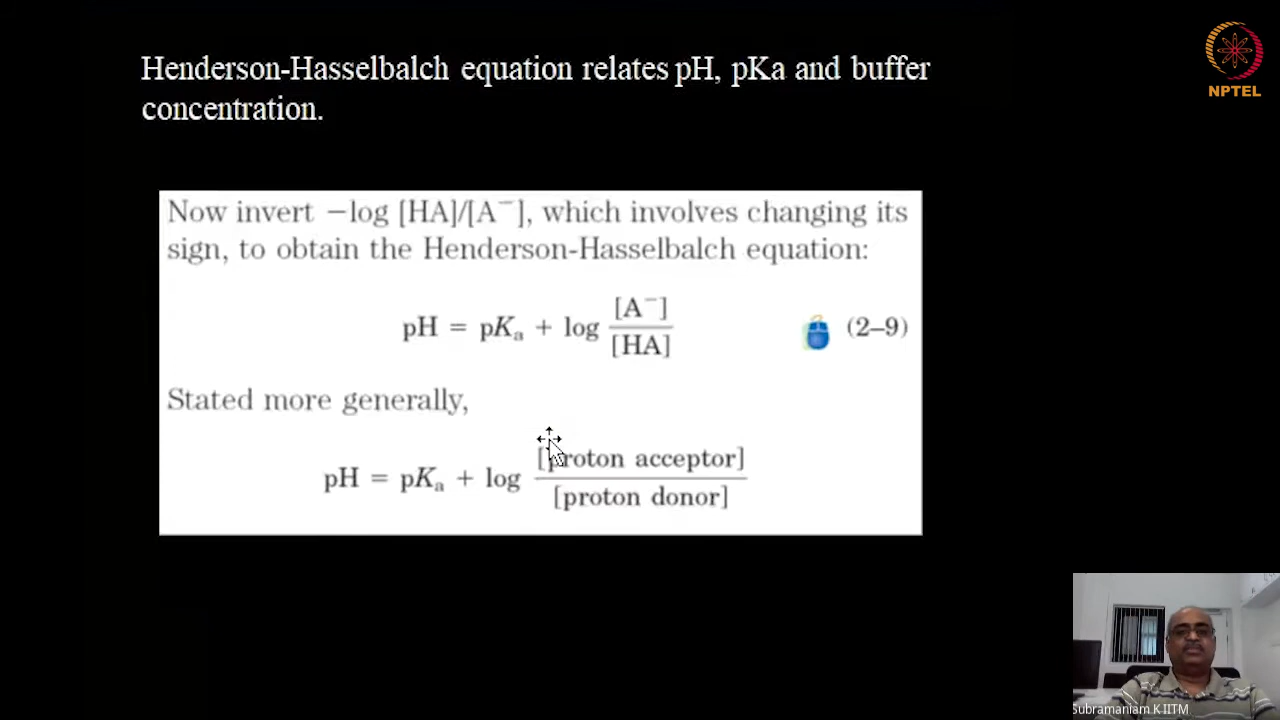 Henderson-Hasselbalch equation relates pH, pKa and buffer
concentration.
NPTEL
Now invert −log [HA]/[A⁻], which involves changing its
sign, to obtain the Henderson-Hasselbalch equation:
pH = pKₐ + log [A⁻]/[HA] (2–9)
Stated more generally,
pH = pKₐ + log [proton acceptor]/[proton donor]
Subramaniam K IITM